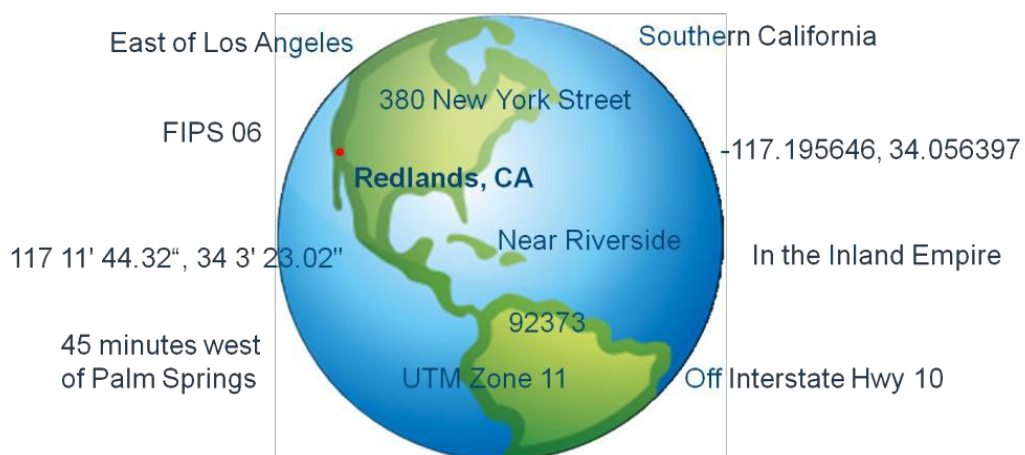 East of Los Angeles
Southern California
380 New York Street
FIPS 06
-117.195646, 34.056397
Redlands, CA
Near Riverside
117 11' 44.32“, 34 3' 23.02"
In the Inland Empire
92373
45 minutes west
of Palm Springs
UTM Zone 11
Off Interstate Hwy 10